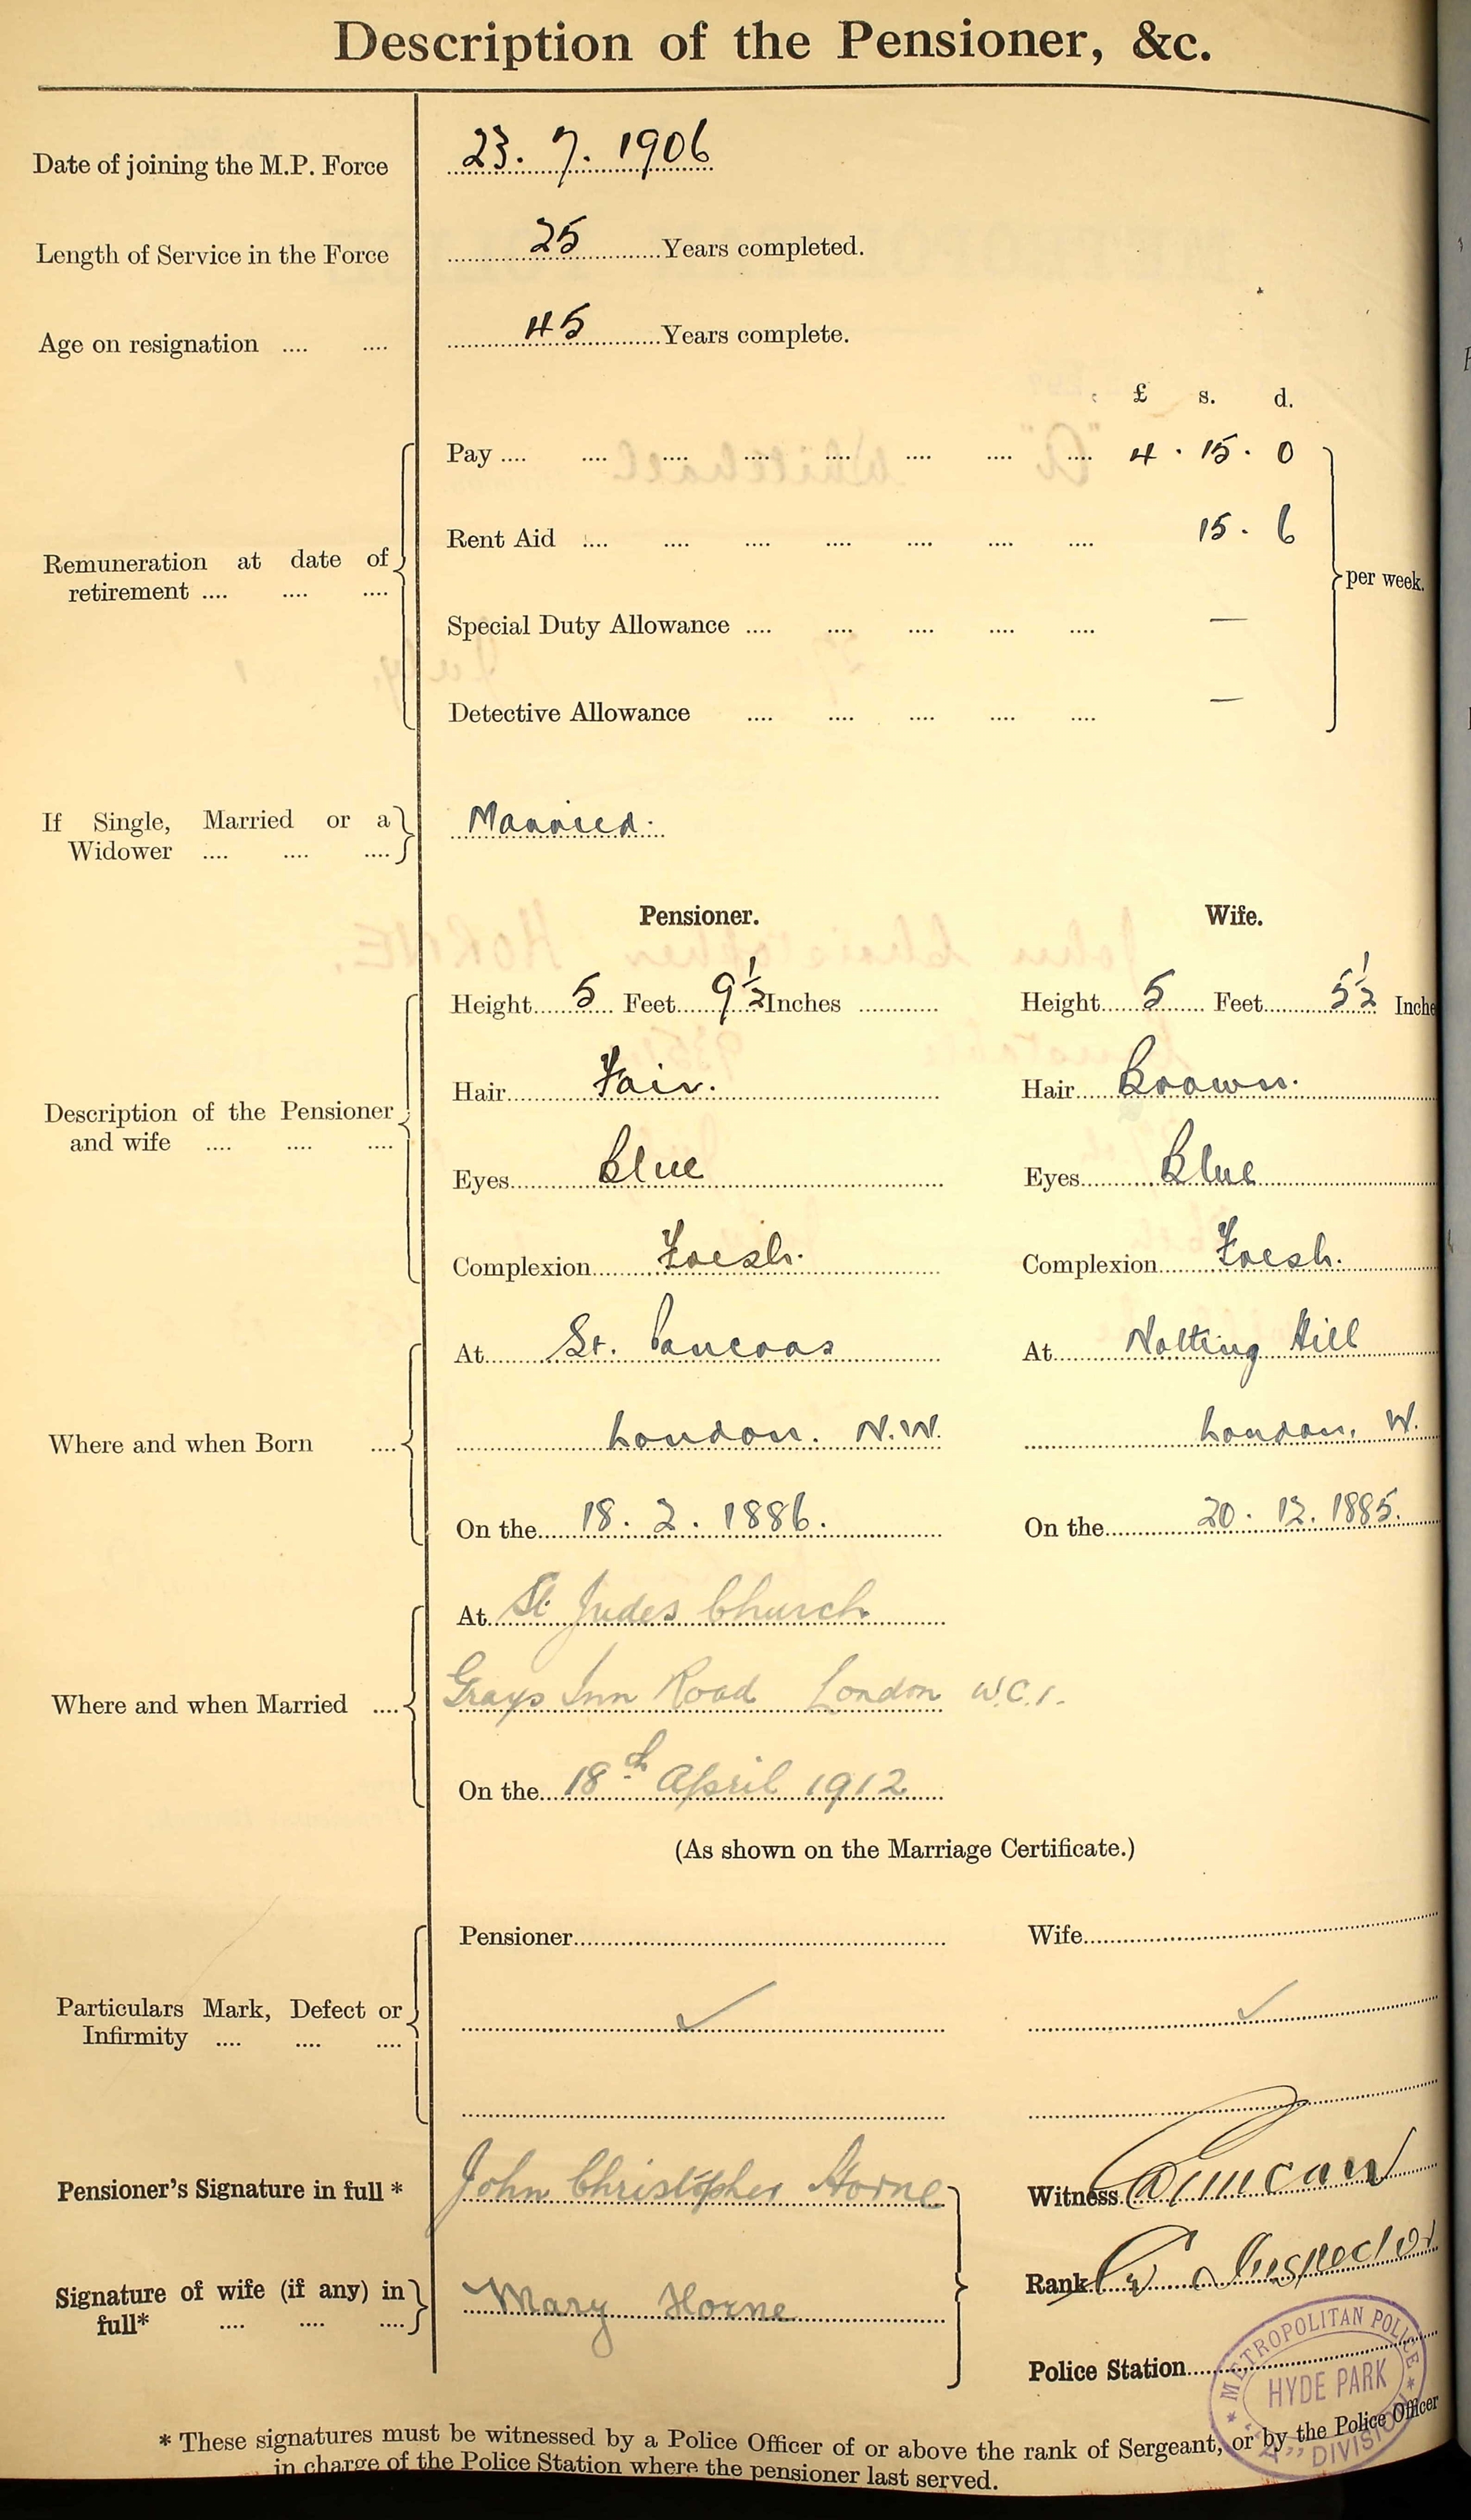 Description of the Pensioner, &c.
Date of joining the M.P. Force 23. 7. 1906
Length of Service in the Force 25 Years completed.
Age on resignation .... .... 45 Years complete.
£ s. d.
Pay .... .... .... .... .... .... .... .... 4 . 15 . 0
Rent Aid .... .... .... .... .... .... .... 15 . 6
Remuneration at date of
retirement .... .... .... per week.
Special Duty Allowance .... .... .... .... .... —
Detective Allowance .... .... .... .... .... —
If Single, Married or a
Widower .... .... .... Married.
Pensioner. Wife.
Height 5 Feet 9½ Inches Height 5 Feet 5½ Inche
Hair Fair. Hair Brown.
Description of the Pensioner
and wife .... .... ....
Eyes Blue Eyes Blue
Complexion Fresh. Complexion Fresh.
At St. Pancras At Notting Hill
Where and when Born .... London. N.W. London, W.
On the 18. 2. 1886. On the 20. 12. 1885.
At St Judes Church
Where and when Married .... Grays Inn Road London W.C.1.
On the 18th April 1912
(As shown on the Marriage Certificate.)
Pensioner Wife
Particulars Mark, Defect or
Infirmity .... .... ....
Pensioner's Signature in full * John Christopher Horne Witness
Rank Inspector
Signature of wife (if any) in
full* .... .... .... Mary Horne
Police Station
METROPOLITAN POLICE
HYDE PARK
"A" DIVISION
* These signatures must be witnessed by a Police Officer of or above the rank of Sergeant, or by the Police Officer
in charge of the Police Station where the pensioner last served.